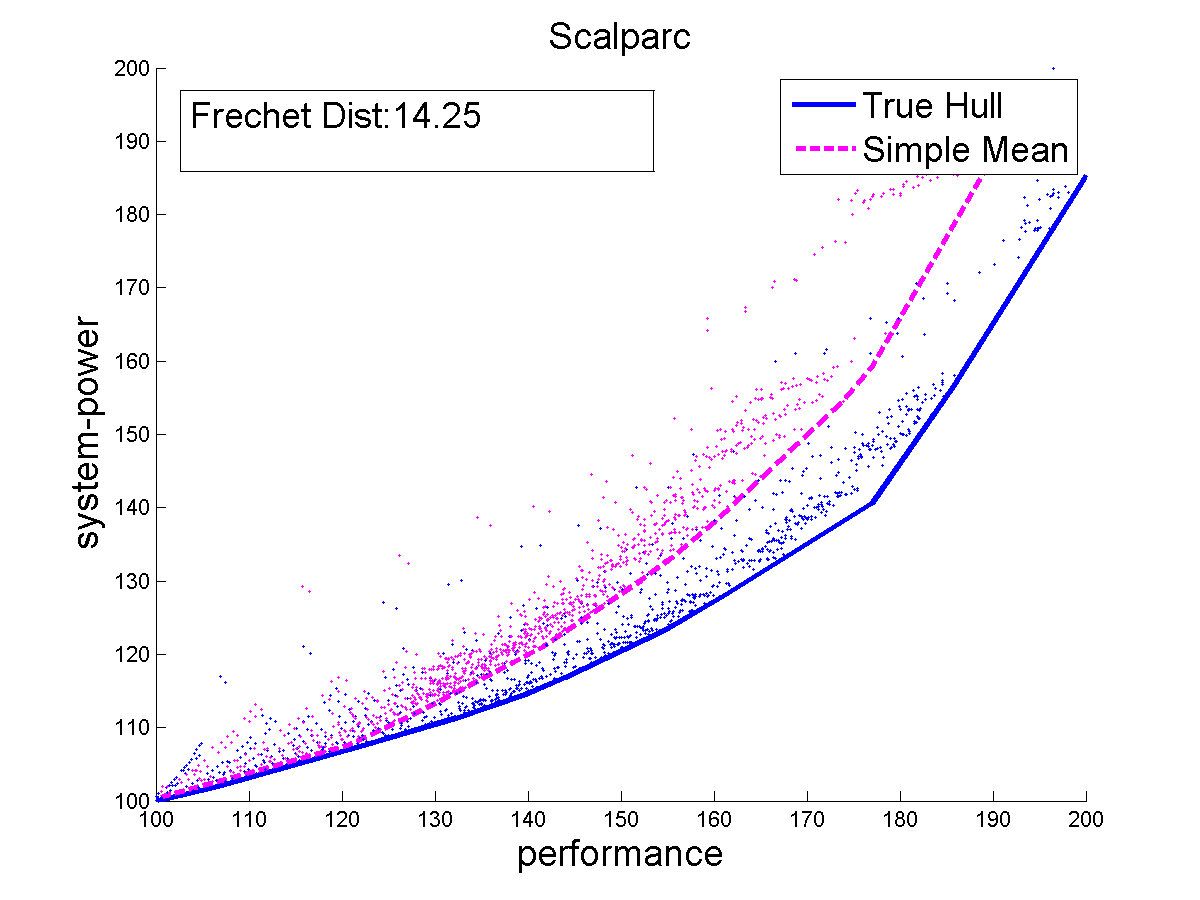 Scalparc
Frechet Dist:14.25
True Hull
Simple Mean
200
190
180
170
160
150
140
130
120
110
100
system-power
100 110 120 130 140 150 160 170 180 190 200
performance